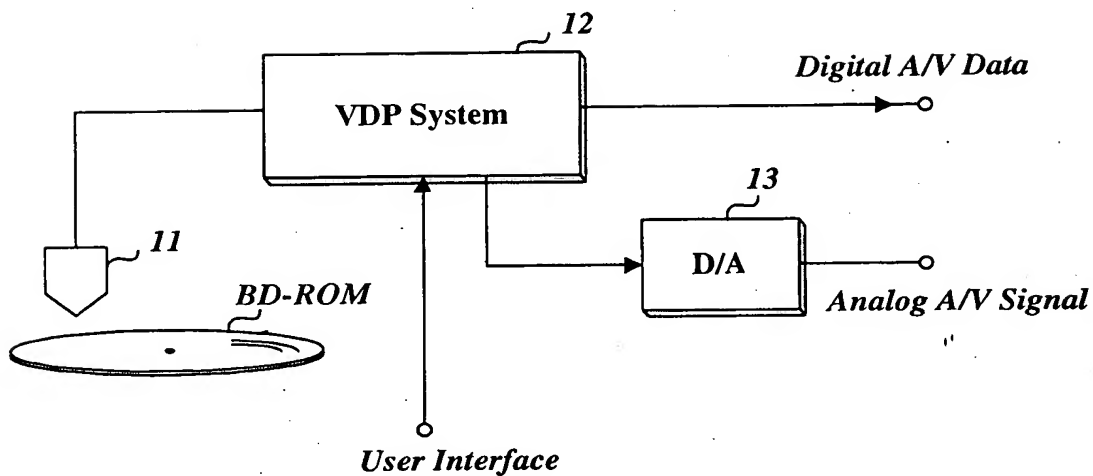 12
Digital A/V Data
VDP System
13
11
D/A
BD-ROM
Analog A/V Signal
User Interface